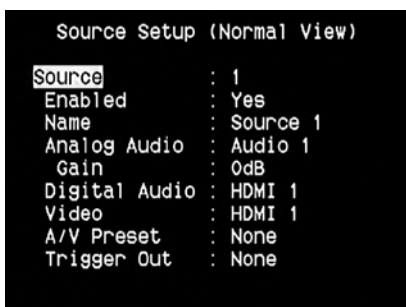 Source Setup (Normal View)
Source : 1
Enabled : Yes
Name : Source 1
Analog Audio : Audio 1
Gain : 0dB
Digital Audio : HDMI 1
Video : HDMI 1
A/V Preset : None
Trigger Out : None